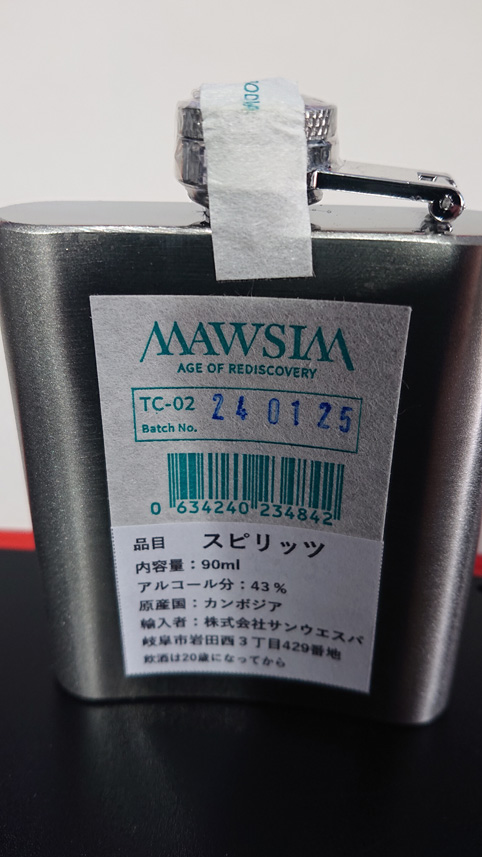 MAWSIM
AGE OF REDISCOVERY
TC-02 24 01 25
Batch No.
0 634240 234842
品目 スピリッツ
内容量:90ml
アルコール分:43%
原産国:カンボジア
輸入者:株式会社サンウエスパ
岐阜市岩田西3丁目429番地
飲酒は20歳になってから